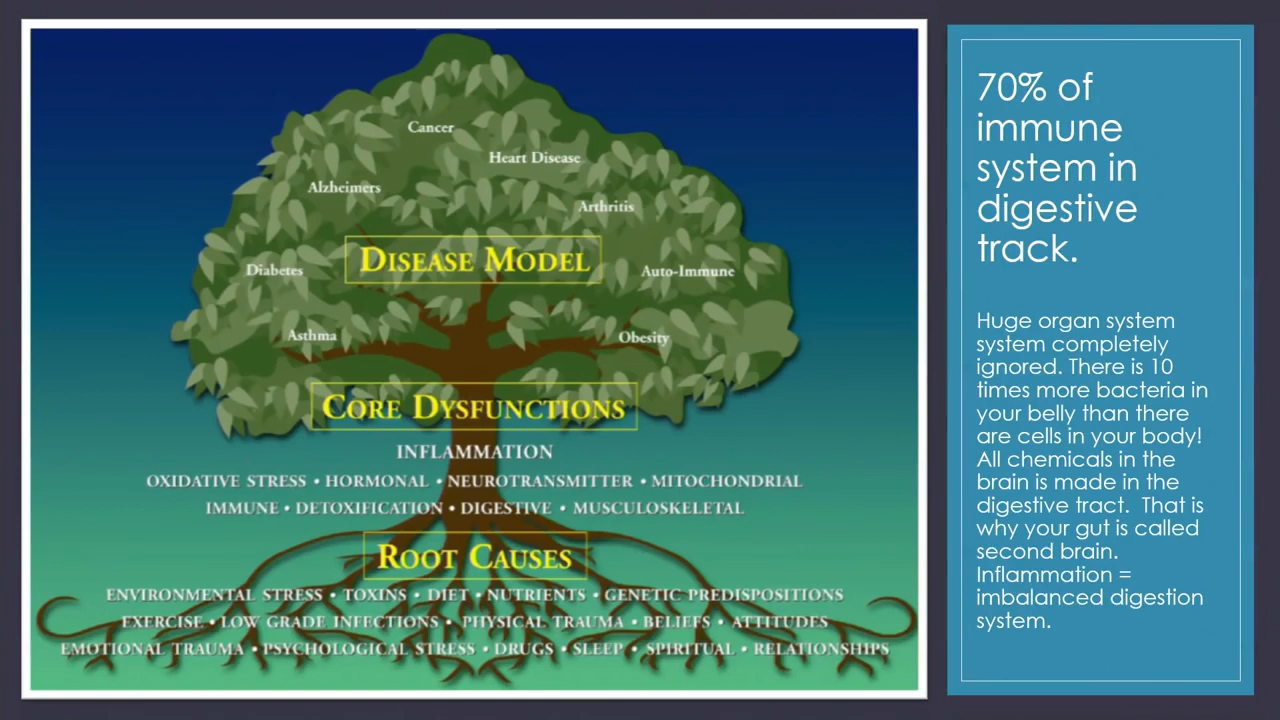 Cancer
Heart Disease
Alzheimers
Arthritis
DISEASE MODEL
Diabetes
Auto-Immune
Asthma
Obesity
CORE DYSFUNCTIONS
INFLAMMATION
OXIDATIVE STRESS • HORMONAL • NEUROTRANSMITTER • MITOCHONDRIAL
IMMUNE • DETOXIFICATION • DIGESTIVE • MUSCULOSKELETAL
ROOT CAUSES
ENVIRONMENTAL STRESS • TOXINS • DIET • NUTRIENTS • GENETIC PREDISPOSITIONS
EXERCISE • LOW GRADE INFECTIONS • PHYSICAL TRAUMA • BELIEFS • ATTITUDES
EMOTIONAL TRAUMA • PSYCHOLOGICAL STRESS • DRUGS • SLEEP • SPIRITUAL • RELATIONSHIPS
70% of
immune
system in
digestive
track.
Huge organ system
system completely
ignored. There is 10
times more bacteria in
your belly than there
are cells in your body!
All chemicals in the
brain is made in the
digestive tract.  That is
why your gut is called
second brain.
Inflammation =
imbalanced digestion
system.